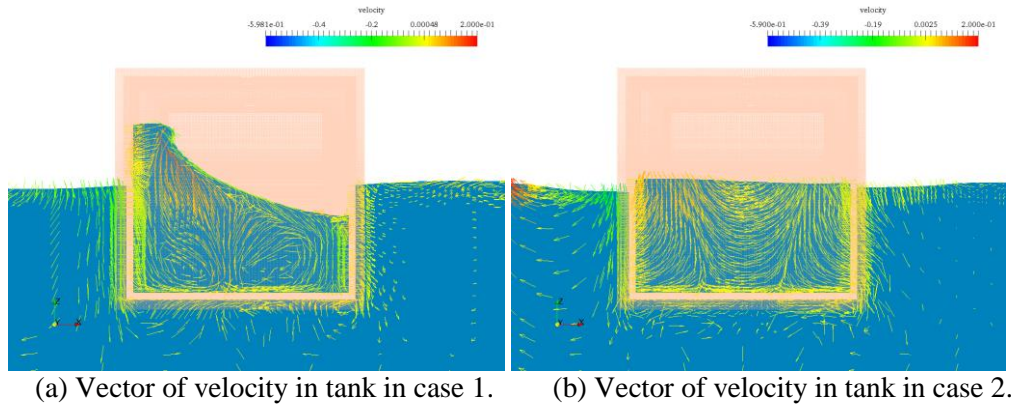 velocity
-5.981e-01 -0.4 -0.2 0.00048 2.000e-01
velocity
-5.900e-01 -0.39 -0.19 0.0025 2.000e-01
Z
Y
X
Z
Y
X
(a) Vector of velocity in tank in case 1.
(b) Vector of velocity in tank in case 2.